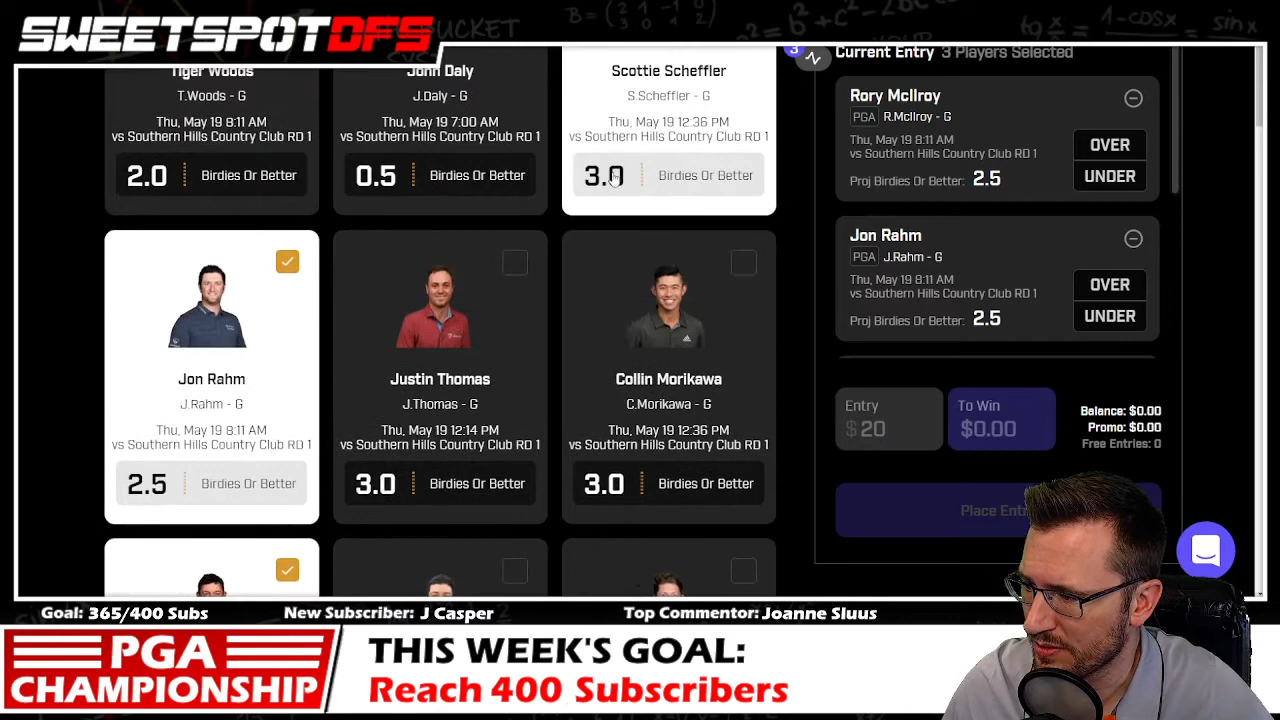 SWEETSPOTDFS
Tiger Woods
T.Woods - G
Thu, May 19 8:11 AM
vs Southern Hills Country Club RD 1
2.0 Birdies Or Better
John Daly
J.Daly - G
Thu, May 19 7:00 AM
vs Southern Hills Country Club RD 1
0.5 Birdies Or Better
Scottie Scheffler
S.Scheffler - G
Thu, May 19 12:36 PM
vs Southern Hills Country Club RD 1
3.0 Birdies Or Better
Jon Rahm
J.Rahm - G
Thu, May 19 8:11 AM
vs Southern Hills Country Club RD 1
2.5 Birdies Or Better
Justin Thomas
J.Thomas - G
Thu, May 19 12:14 PM
vs Southern Hills Country Club RD 1
3.0 Birdies Or Better
Collin Morikawa
C.Morikawa - G
Thu, May 19 12:36 PM
vs Southern Hills Country Club RD 1
3.0 Birdies Or Better
3
Current Entry 3 Players Selected
Rory McIlroy
PGA R.McIlroy - G
Thu, May 19 8:11 AM
vs Southern Hills Country Club RD 1
Proj Birdies Or Better: 2.5
OVER
UNDER
Jon Rahm
PGA J.Rahm - G
Thu, May 19 8:11 AM
vs Southern Hills Country Club RD 1
Proj Birdies Or Better: 2.5
OVER
UNDER
Entry
$ 20
To Win
$0.00
Balance: $0.00
Promo: $0.00
Free Entries: 0
Place
Goal: 365/400 Subs New Subscriber: J Casper Top Commentor: Joanne Sluus
PGA
CHAMPIONSHIP
THIS WEEK'S GOAL:
Reach 400 Subscribers